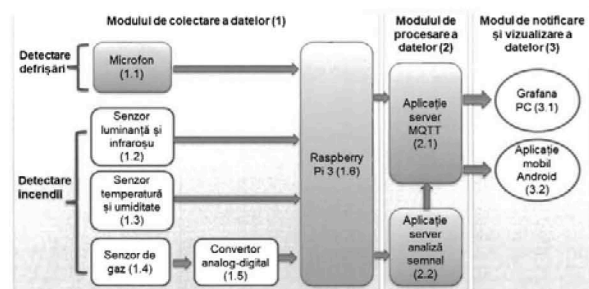 Modulul de colectare a datelor (1)
Modulul de
procesare a
datelor (2)
Modul de notificare
și vizualizare a
datelor (3)
Detectare
defrișări
Microfon
(1.1)
Detectare
incendii
Senzor
luminanță și
infraroșu
(1.2)
Senzor
temperatură
și umiditate
(1.3)
Senzor de
gaz (1.4)
Convertor
analog-digital
(1.5)
Raspberry
Pi 3 (1.6)
Aplicație
server
MQTT
(2.1)
Aplicație
server
analiză
semnal
(2.2)
Grafana
PC (3.1)
Aplicație
mobil
Android
(3.2)